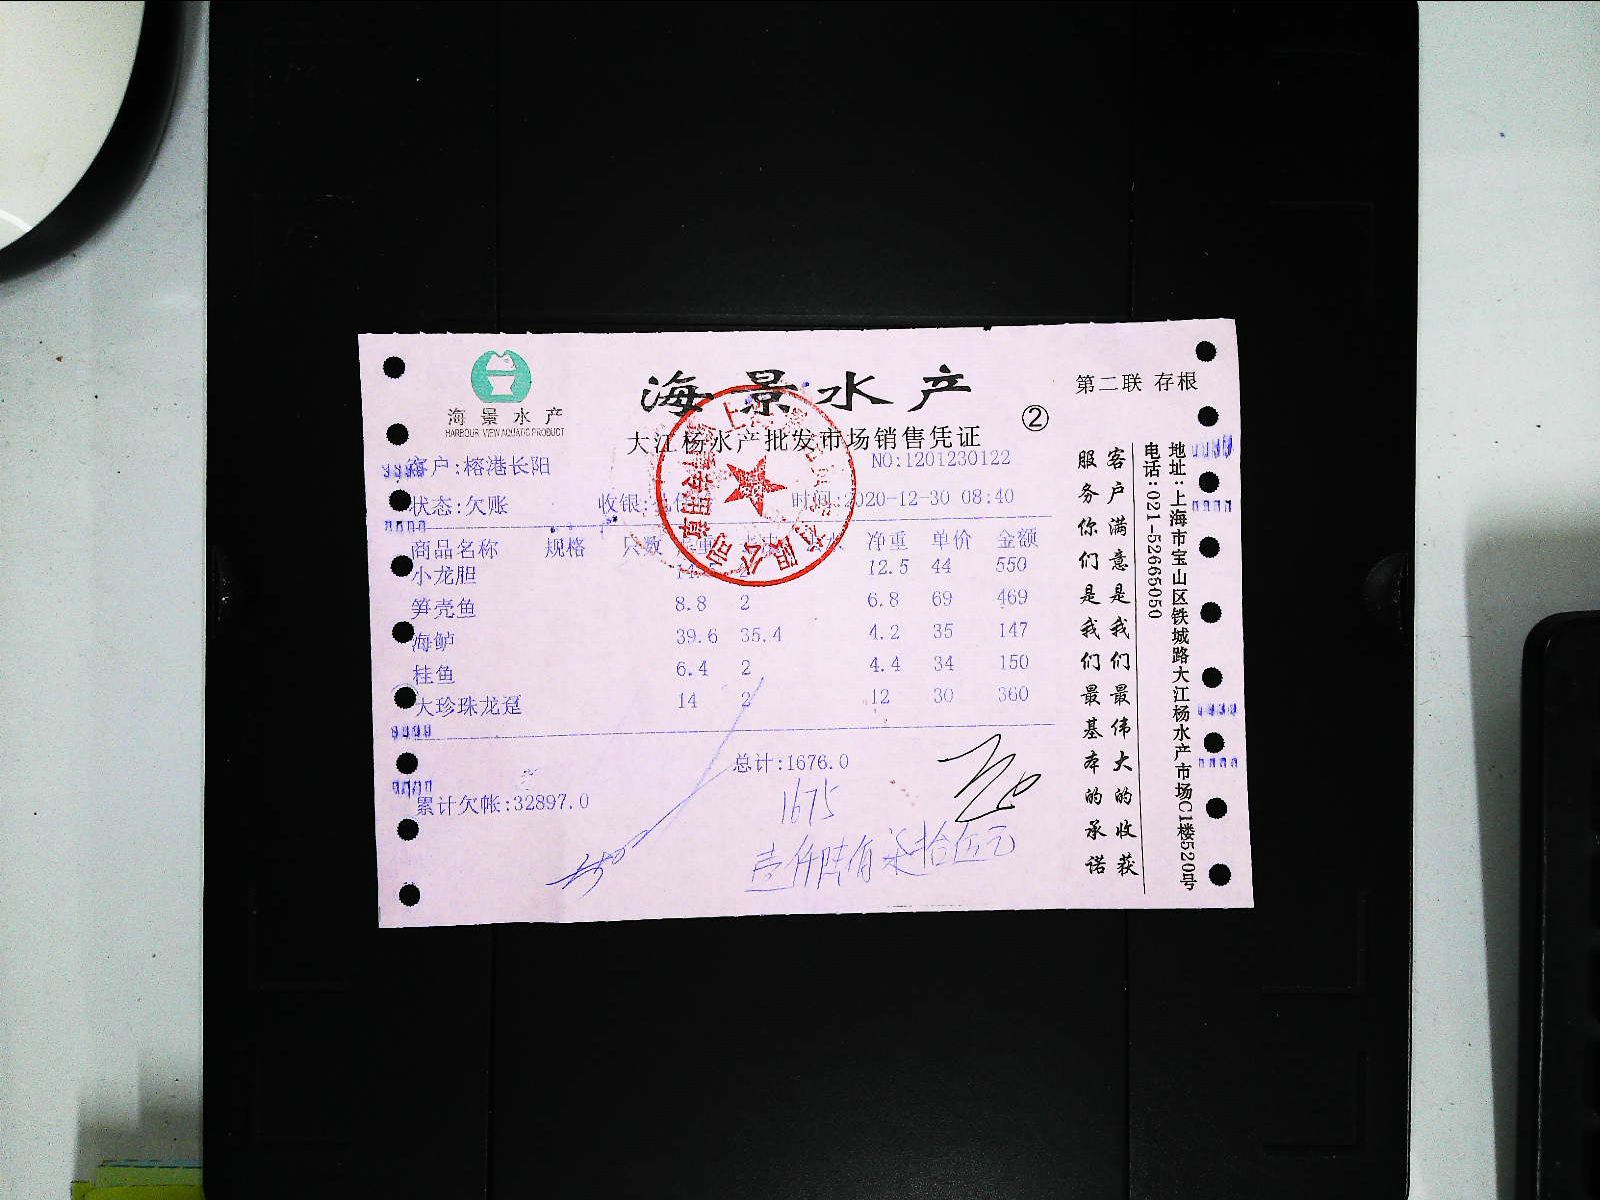 海景水产
HARBOUR VIEW AQUATIC PRODUCT
海景水产
第二联 存根
②
大江杨水产批发市场销售凭证
客户:榕港长阳
NO:1201230122
状态:欠账 收银: 时间:2020-12-30 08:40
商品名称 规格 只数 净重 单价 金额
小龙胆 12.5 44 550
笋壳鱼 8.8 2 6.8 69 469
海鲈 39.6 35.4 4.2 35 147
桂鱼 6.4 2 4.4 34 150
大珍珠龙趸 14 2 12 30 360
总计:1676.0
累计欠帐:32897.0
1675
壹仟陆佰柒拾伍元
客户满意是我们最伟大的收获
服务你们是我们最基本的承诺
地址:上海市宝山区铁城路大江杨水产市场C1楼520号
电话:021-52665050